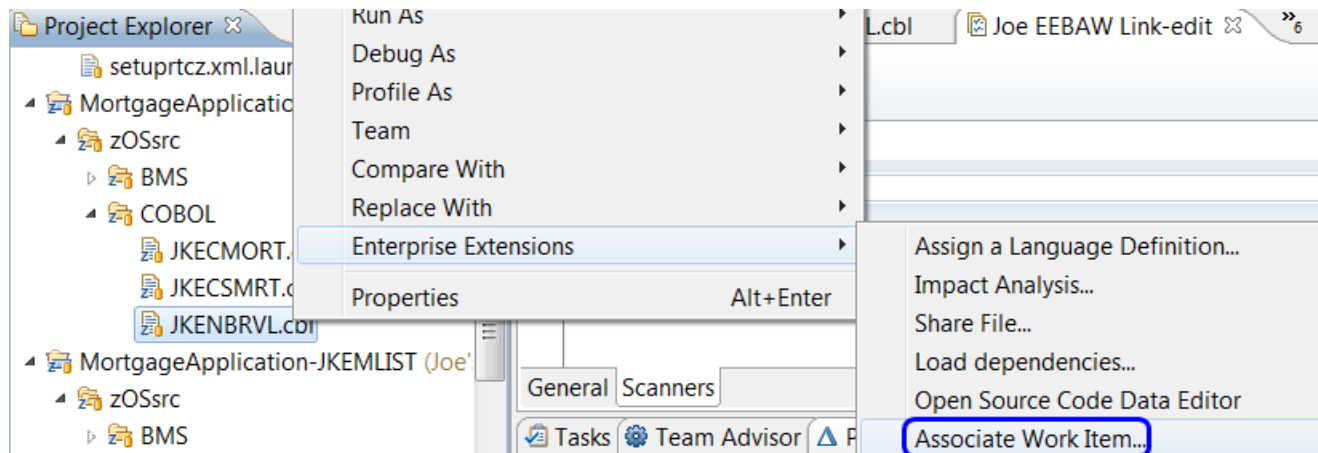 Project Explorer
setuprtcz.xml.laun
MortgageApplicatio
zOSsrc
BMS
COBOL
JKECMORT.
JKECSMRT.c
JKENBRVL.cbl
MortgageApplication-JKEMLIST (Joe'
zOSsrc
BMS
Run As
Debug As
Profile As
Team
Compare With
Replace With
Enterprise Extensions
Properties Alt+Enter
L.cbl Joe EEBAW Link-edit »6
Assign a Language Definition...
Impact Analysis...
Share File...
Load dependencies...
Open Source Code Data Editor
Associate Work Item...
General Scanners
Tasks Team Advisor P